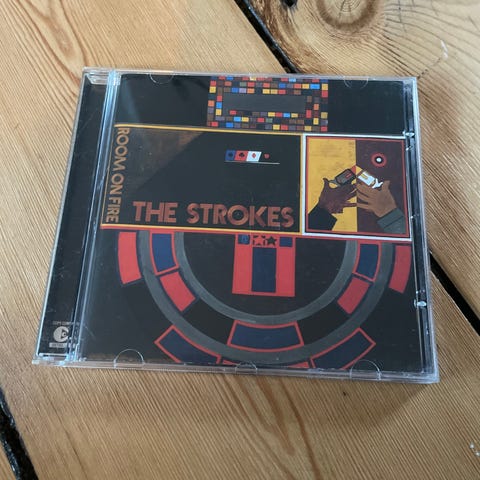 ROOM ON FIRE
THE STROKES